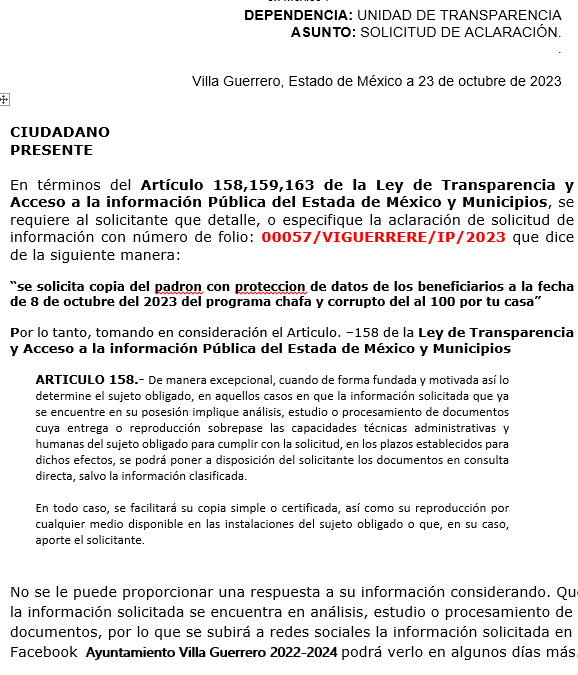 DEPENDENCIA: UNIDAD DE TRANSPARENCIA
ASUNTO: SOLICITUD DE ACLARACIÓN.
.
Villa Guerrero, Estado de México a 23 de octubre de 2023
CIUDADANO
PRESENTE
En términos del Artículo 158,159,163 de la Ley de Transparencia y
Acceso a la información Pública del Estado de México y Municipios, se
requiere al solicitante que detalle, o especifique la aclaración de solicitud de
información con número de folio: 00057/VIGUERRERE/IP/2023 que dice
de la siguiente manera:
“se solicita copia del padron con proteccion de datos de los beneficiarios a la fecha
de 8 de octubre del 2023 del programa chafa y corrupto del al 100 por tu casa”
Por lo tanto, tomando en consideración el Articulo. –158 de la Ley de Transparencia
y Acceso a la información Pública del Estado de México y Municipios
ARTICULO 158.- De manera excepcional, cuando de forma fundada y motivada así lo
determine el sujeto obligado, en aquellos casos en que la información solicitada que ya
se encuentre en su posesión implique análisis, estudio o procesamiento de documentos
cuya entrega o reproducción sobrepase las capacidades técnicas administrativas y
humanas del sujeto obligado para cumplir con la solicitud, en los plazos establecidos para
dichos efectos, se podrá poner a disposición del solicitante los documentos en consulta
directa, salvo la información clasificada.
En todo caso, se facilitará su copia simple o certificada, así como su reproducción por
cualquier medio disponible en las instalaciones del sujeto obligado o que, en su caso,
aporte el solicitante.
No se le puede proporcionar una respuesta a su información considerando. Que
la información solicitada se encuentra en análisis, estudio o procesamiento de
documentos, por lo que se subirá a redes sociales la información solicitada en
Facebook Ayuntamiento Villa Guerrero 2022-2024 podrá verlo en algunos días más.